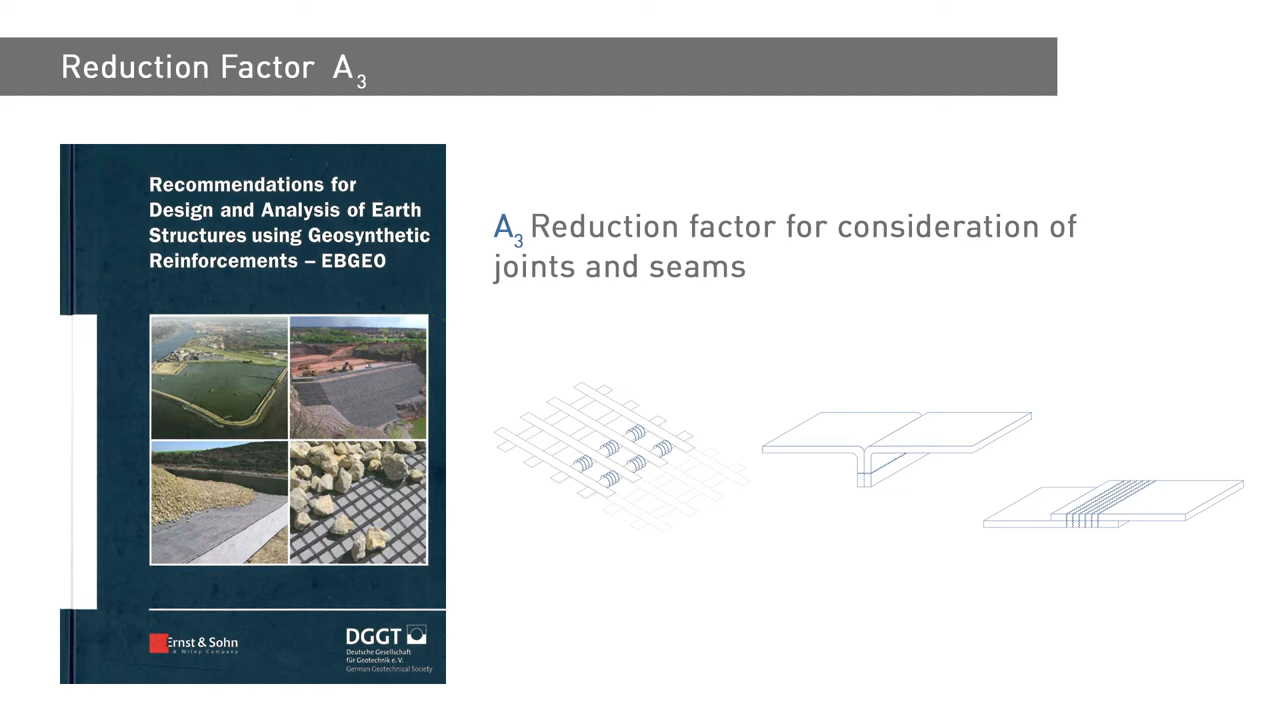 Reduction Factor A3
Recommendations for
Design and Analysis of Earth
Structures using Geosynthetic
Reinforcements – EBGEO
A3 Reduction factor for consideration of
joints and seams
Ernst & Sohn
A Wiley Company
DGGT
Deutsche Gesellschaft
für Geotechnik e. V.
German Geotechnical Society